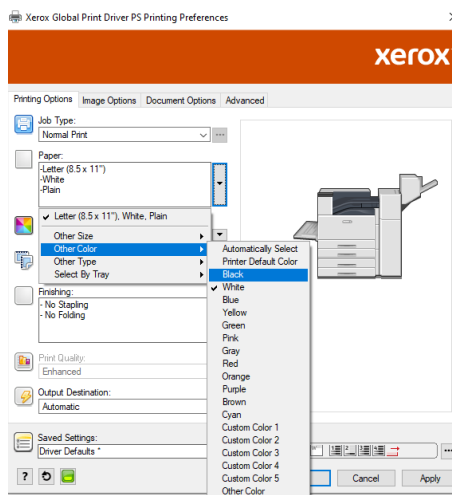 Xerox Global Print Driver PS Printing Preferences
xerox
Printing Options Image Options Document Options Advanced
Job Type:
Normal Print
Paper:
-Letter (8.5 x 11")
-White
-Plain
Letter (8.5 x 11"), White, Plain
Other Size
Other Color
Other Type
Select By Tray
Automatically Select
Printer Default Color
Black
White
Blue
Yellow
Green
Pink
Gray
Red
Orange
Purple
Brown
Cyan
Custom Color 1
Custom Color 2
Custom Color 3
Custom Color 4
Custom Color 5
Other Color
Finishing:
- No Stapling
- No Folding
Print Quality:
Enhanced
Output Destination:
Automatic
Saved Settings:
Driver Defaults *
?
Cancel Apply